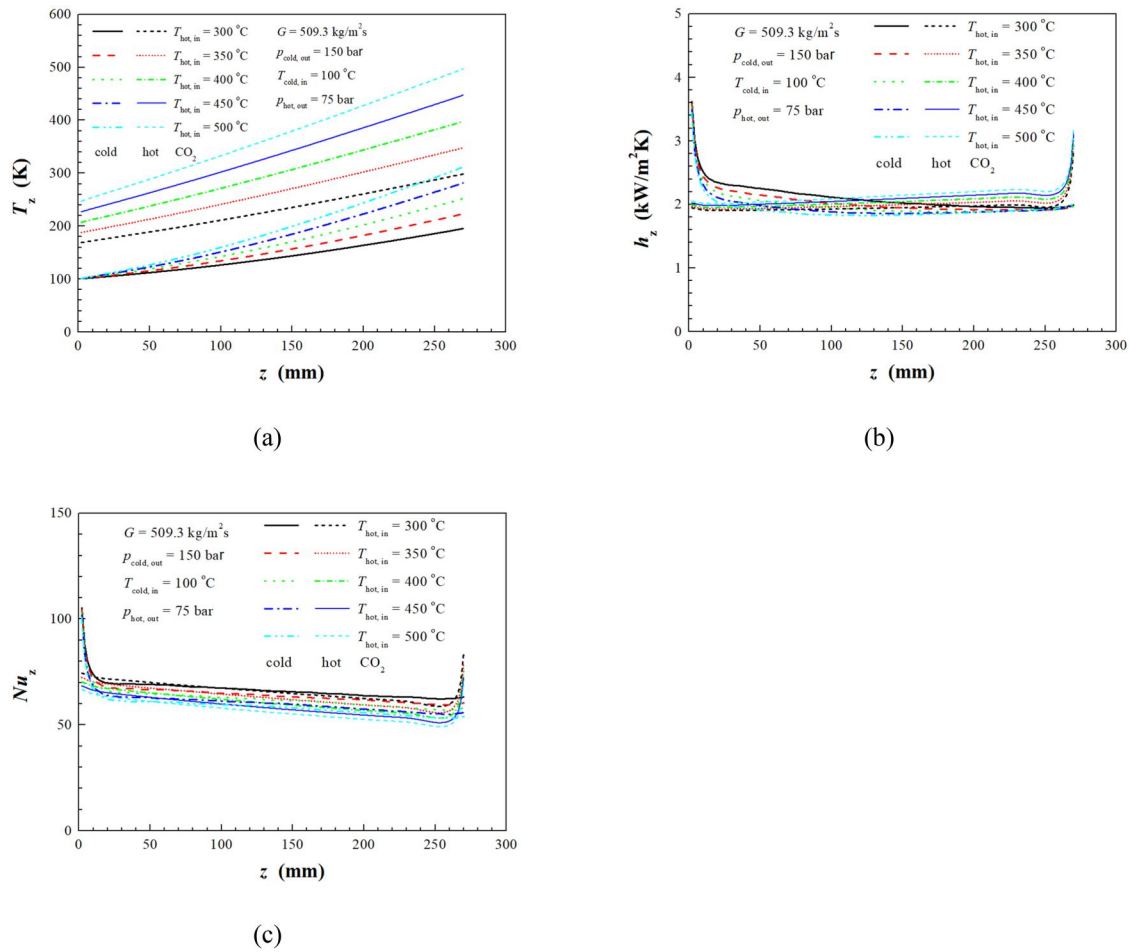 600
500
400
300
200
100
0
T_z (K)
T_hot, in = 300 °C
T_hot, in = 350 °C
T_hot, in = 400 °C
T_hot, in = 450 °C
T_hot, in = 500 °C
cold hot CO₂
G = 509.3 kg/m²s
p_cold, out = 150 bar
T_cold, in = 100 °C
p_hot, out = 75 bar
0 50 100 150 200 250 300
z (mm)
(a)
5
4
3
2
1
0
h_z (kW/m²K)
G = 509.3 kg/m²s
p_cold, out = 150 bar
T_cold, in = 100 °C
p_hot, out = 75 bar
T_hot, in = 300 °C
T_hot, in = 350 °C
T_hot, in = 400 °C
T_hot, in = 450 °C
T_hot, in = 500 °C
cold hot CO₂
0 50 100 150 200 250 300
z (mm)
(b)
150
100
50
0
Nu_z
G = 509.3 kg/m²s
p_cold, out = 150 bar
T_cold, in = 100 °C
p_hot, out = 75 bar
T_hot, in = 300 °C
T_hot, in = 350 °C
T_hot, in = 400 °C
T_hot, in = 450 °C
T_hot, in = 500 °C
cold hot CO₂
0 50 100 150 200 250 300
z (mm)
(c)